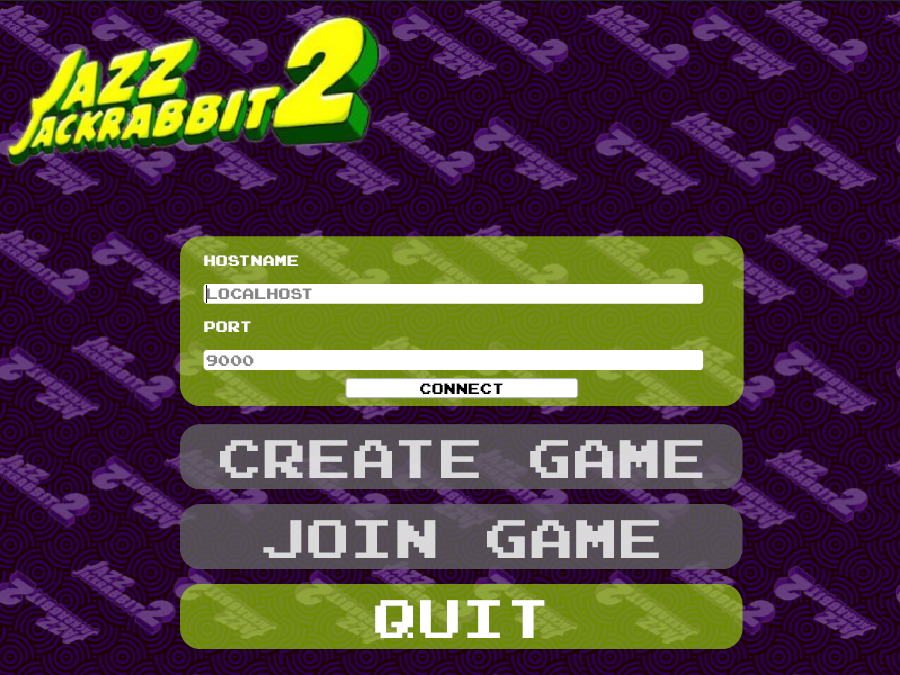 JAZZ
JACKRABBIT 2
HOSTNAME
LOCALHOST
PORT
9000
CONNECT
CREATE GAME
JOIN GAME
QUIT